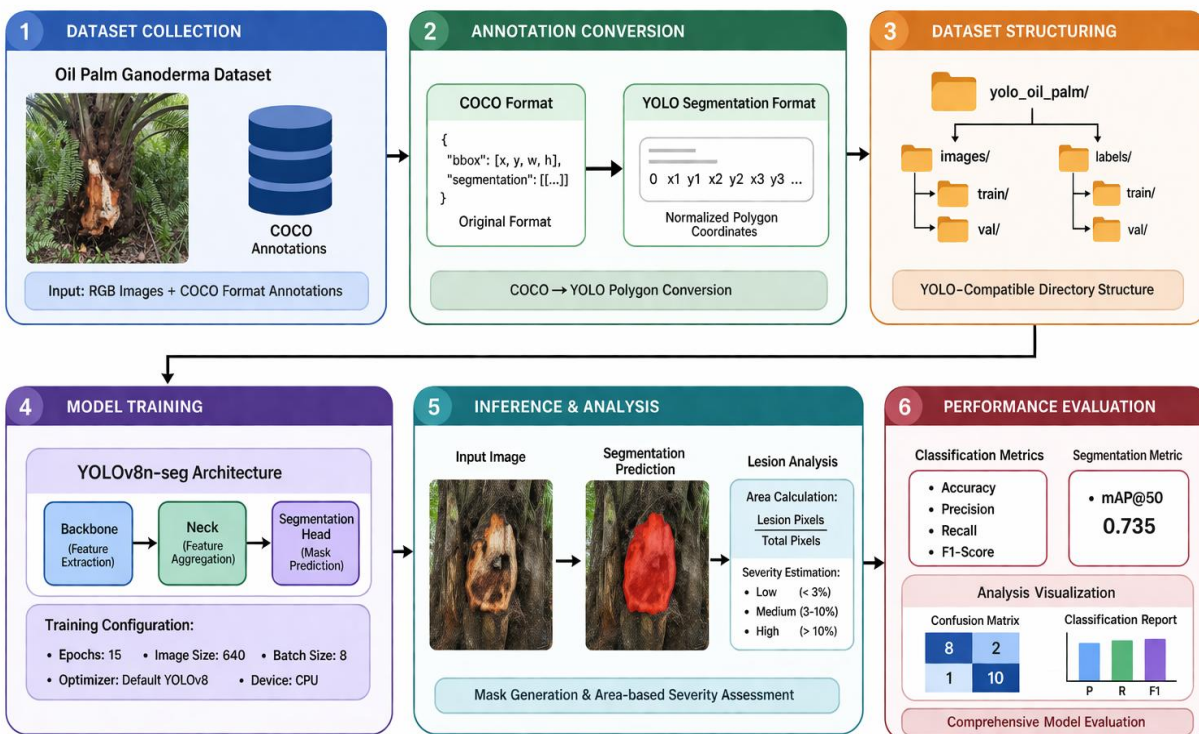 1 DATASET COLLECTION
Oil Palm Ganoderma Dataset
COCO
Annotations
Input: RGB Images + COCO Format Annotations
2 ANNOTATION CONVERSION
COCO Format
{
"bbox": [x, y, w, h],
"segmentation": [[...]]
}
Original Format
YOLO Segmentation Format
0 x1 y1 x2 y2 x3 y3 ...
Normalized Polygon
Coordinates
COCO → YOLO Polygon Conversion
3 DATASET STRUCTURING
yolo_oil_palm/
images/
train/
val/
labels/
train/
val/
YOLO-Compatible Directory Structure
4 MODEL TRAINING
YOLOv8n-seg Architecture
Backbone
(Feature
Extraction)
Neck
(Feature
Aggregation)
Segmentation
Head
(Mask
Prediction)
Training Configuration:
• Epochs: 15 • Image Size: 640 • Batch Size: 8
• Optimizer: Default YOLOv8 • Device: CPU
5 INFERENCE & ANALYSIS
Input Image
Segmentation
Prediction
Lesion Analysis
Area Calculation:
Lesion Pixels
Total Pixels
Severity Estimation:
• Low (< 3%)
• Medium (3-10%)
• High (> 10%)
Mask Generation & Area-based Severity Assessment
6 PERFORMANCE EVALUATION
Classification Metrics
• Accuracy
• Precision
• Recall
• F1-Score
Segmentation Metric
• mAP@50
0.735
Analysis Visualization
Confusion Matrix
8 2
1 10
Classification Report
P R F1
Comprehensive Model Evaluation